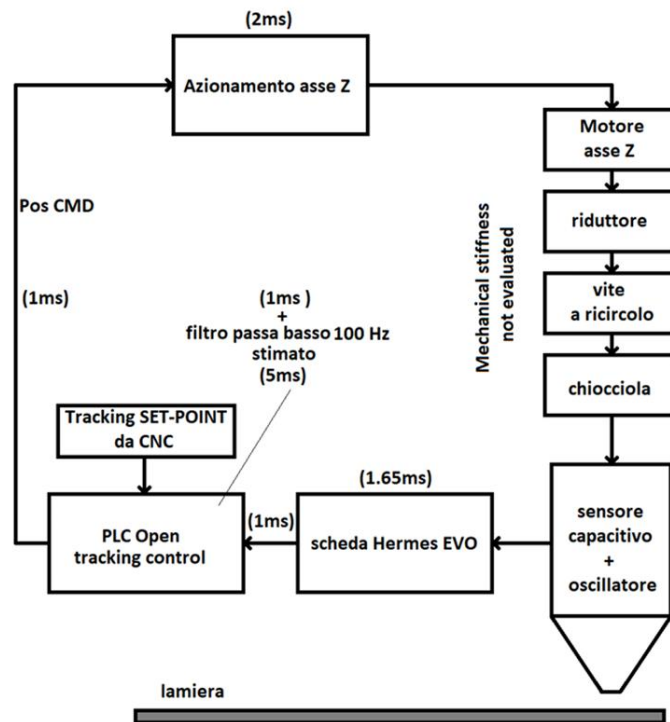 (2ms)
Azionamento asse Z
Motore
asse Z
Pos CMD
riduttore
Mechanical stiffness
not evaluated
(1ms)
(1ms )
+
filtro passa basso 100 Hz
stimato
(5ms)
vite
a ricircolo
chiocciola
Tracking SET-POINT
da CNC
(1.65ms)
(1ms)
PLC Open
tracking control
scheda Hermes EVO
sensore
capacitivo
+
oscillatore
lamiera